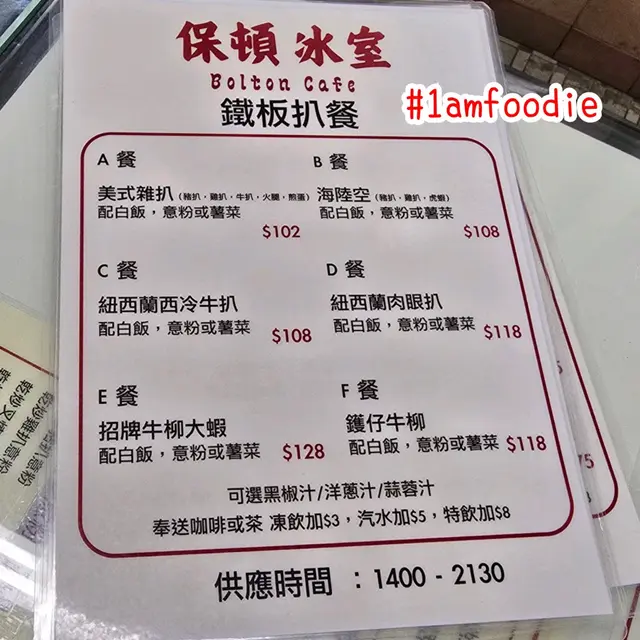 保頓冰室
Bolton Cafe
#1amfoodie
鐵板扒餐
A 餐
美式雜扒（豬扒，雞扒，牛扒，火腿，煎蛋）
配白飯，意粉或薯菜
$102
B 餐
海陸空（豬扒，雞扒，虎蝦）
配白飯，意粉或薯菜
$108
C 餐
紐西蘭西冷牛扒
配白飯，意粉或薯菜
$108
D 餐
紐西蘭肉眼扒
配白飯，意粉或薯菜
$118
E 餐
招牌牛柳大蝦
配白飯，意粉或薯菜
$128
F 餐
鑊仔牛柳
配白飯，意粉或薯菜
$118
可選黑椒汁/洋蔥汁/蒜蓉汁
奉送咖啡或茶 凍飲加$3，汽水加$5，特飲加$8
供應時間 ：1400 - 2130